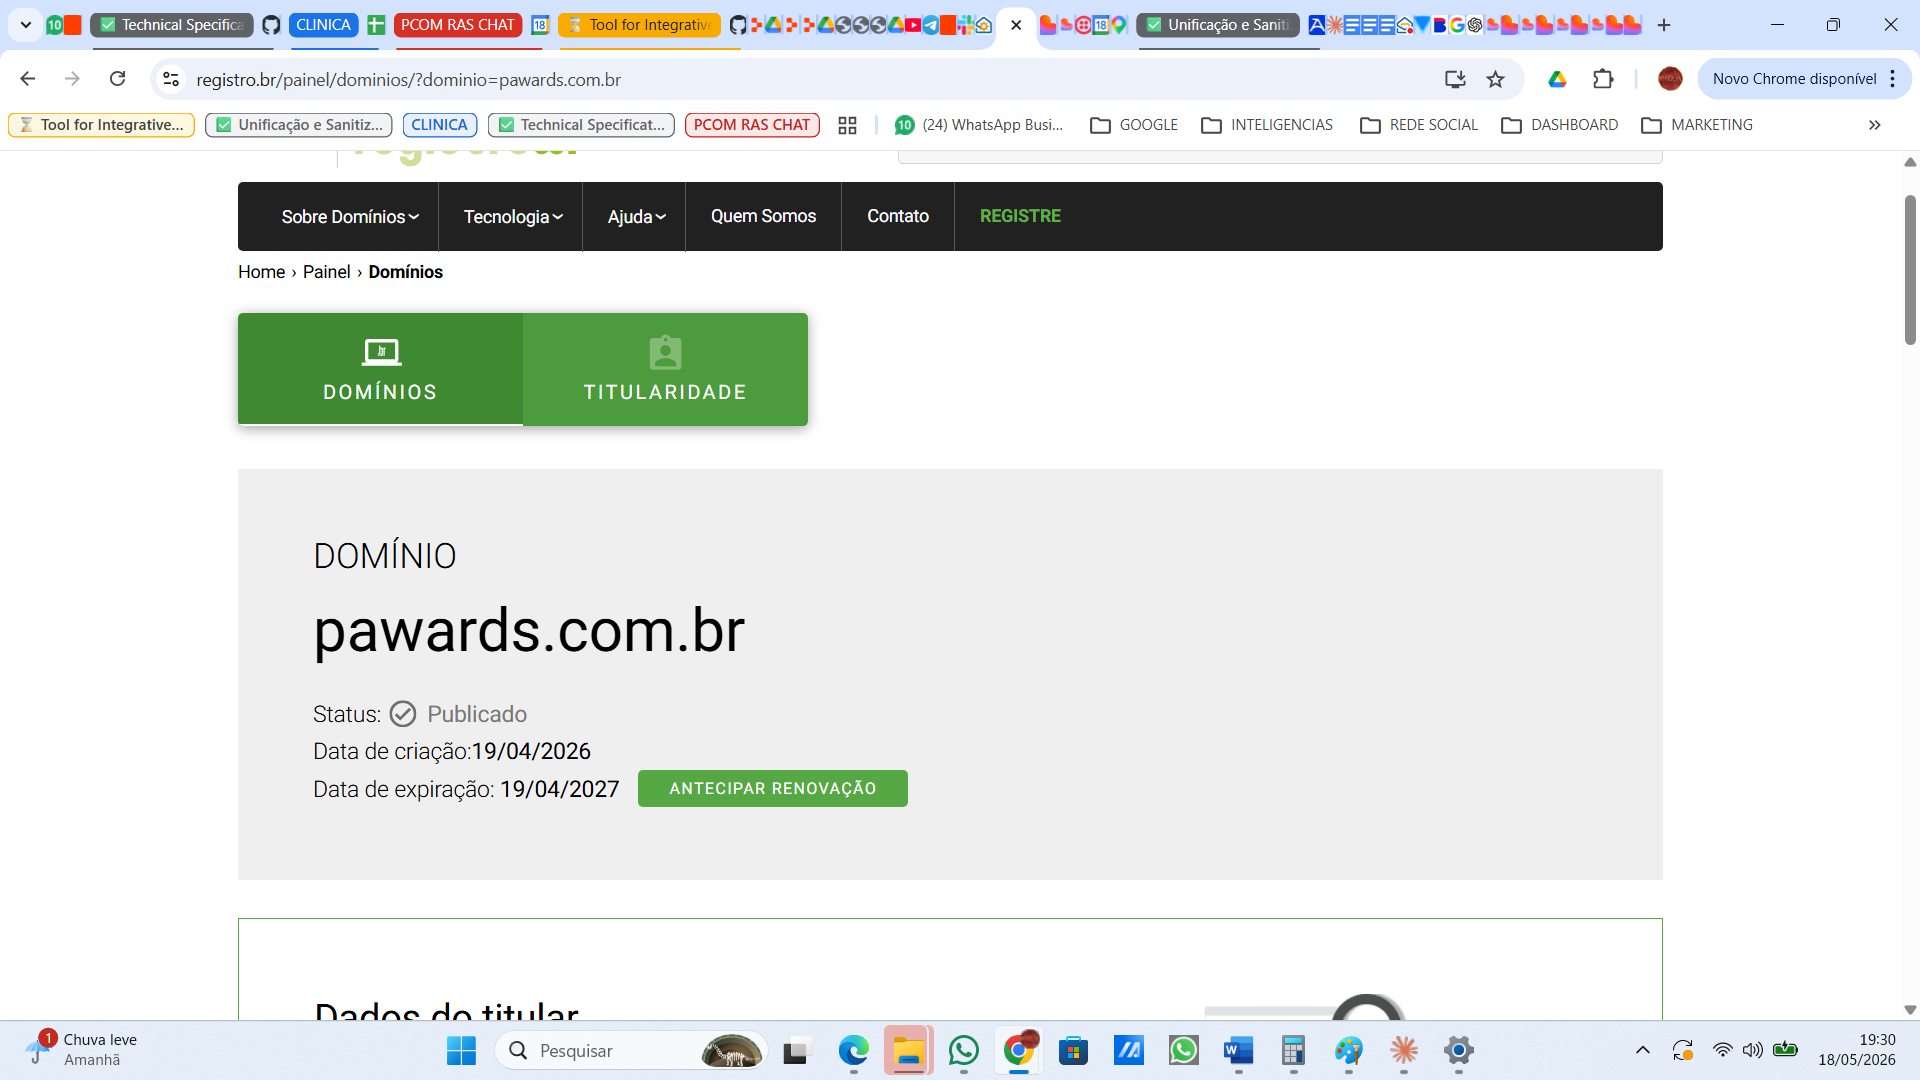 Technical Specifica
CLINICA
PCOM RAS CHAT
Tool for Integrativ
Unificação e Saniti
registro.br/painel/dominios/?dominio=pawards.com.br
Novo Chrome disponível
Tool for Integrative...
Unificação e Sanitiz...
CLINICA
Technical Specificat...
PCOM RAS CHAT
10
(24) WhatsApp Busi...
GOOGLE
INTELIGENCIAS
REDE SOCIAL
DASHBOARD
MARKETING
Sobre Domínios
Tecnologia
Ajuda
Quem Somos
Contato
REGISTRE
Home › Painel › Domínios
DOMÍNIOS
TITULARIDADE
DOMÍNIO
pawards.com.br
Status: Publicado
Data de criação:19/04/2026
Data de expiração: 19/04/2027
ANTECIPAR RENOVAÇÃO
Dados do titular
1
Chuva leve
Amanhã
Pesquisar
19:30
18/05/2026